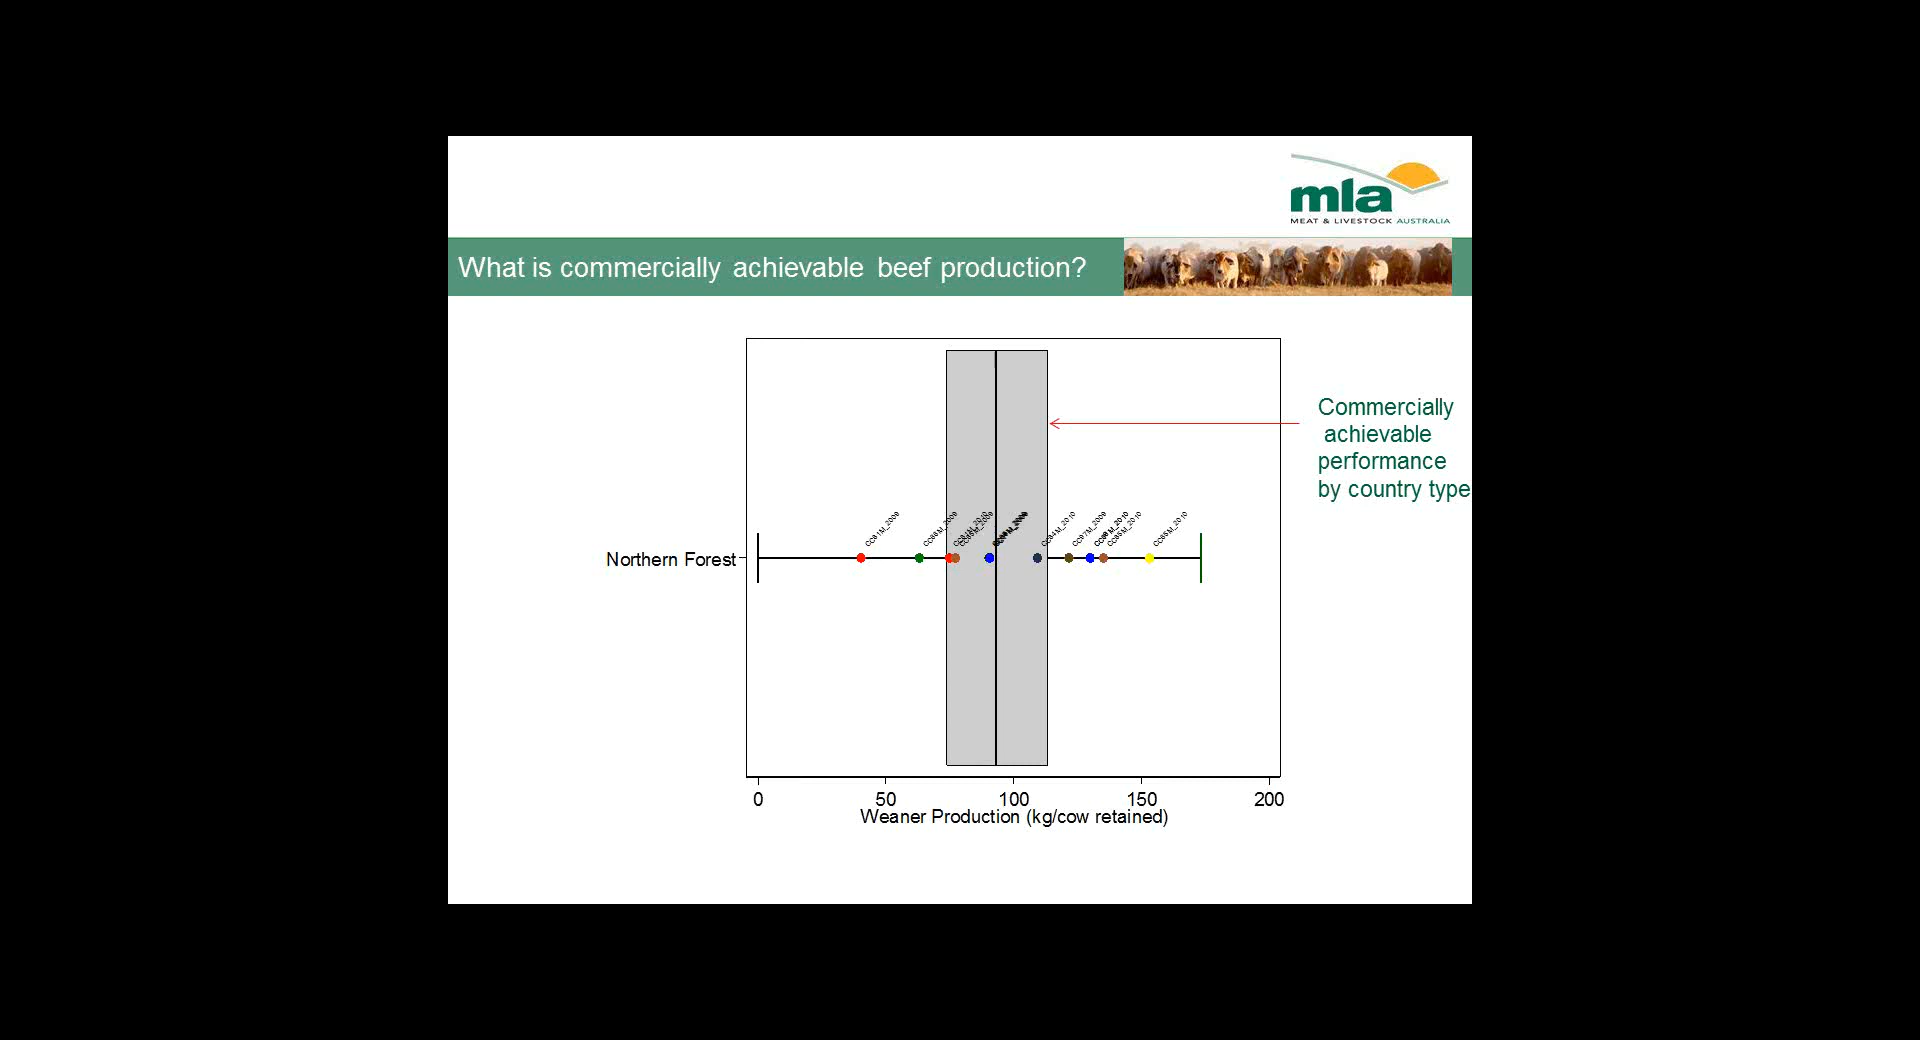 mla
MEAT & LIVESTOCK AUSTRALIA
What is commercially achievable beef production?
Commercially
achievable
performance
by country type
Northern Forest
0 50 100 150 200
Weaner Production (kg/cow retained)